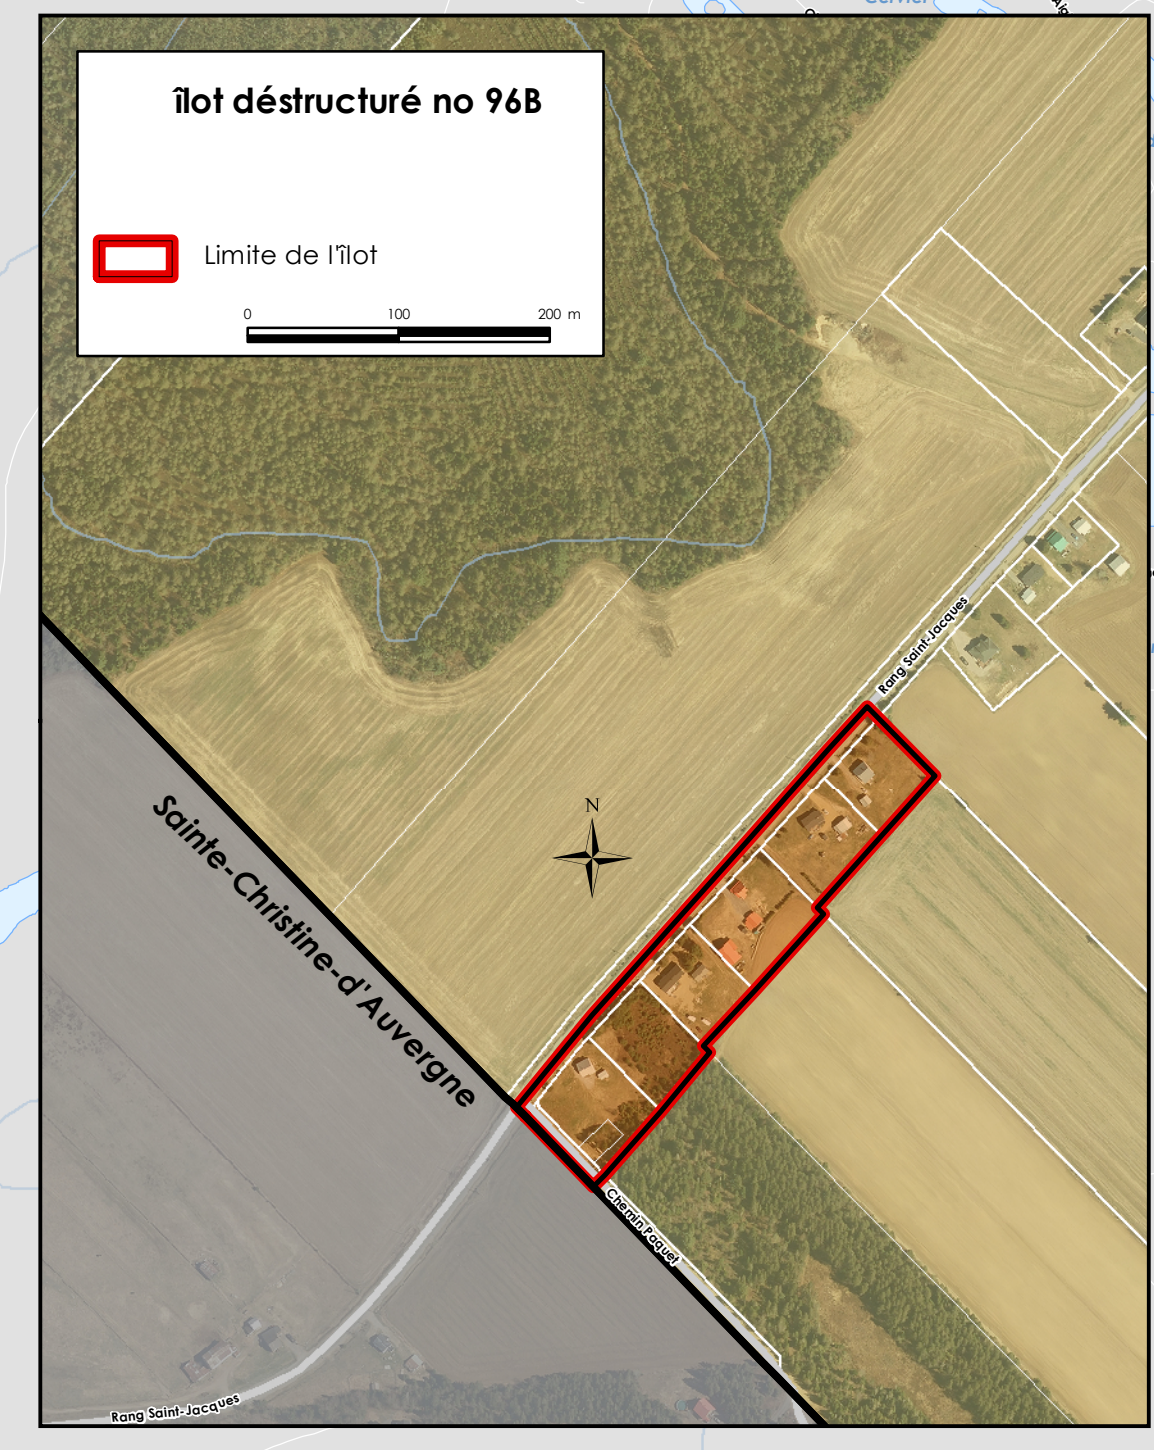 Cervier
îlot déstructuré no 96B
Limite de l'îlot
0 100 200 m
Rang Saint-Jacques
N
Sainte-Christine-d'Auvergne
Chemin Paquet
Rang Saint-Jacques